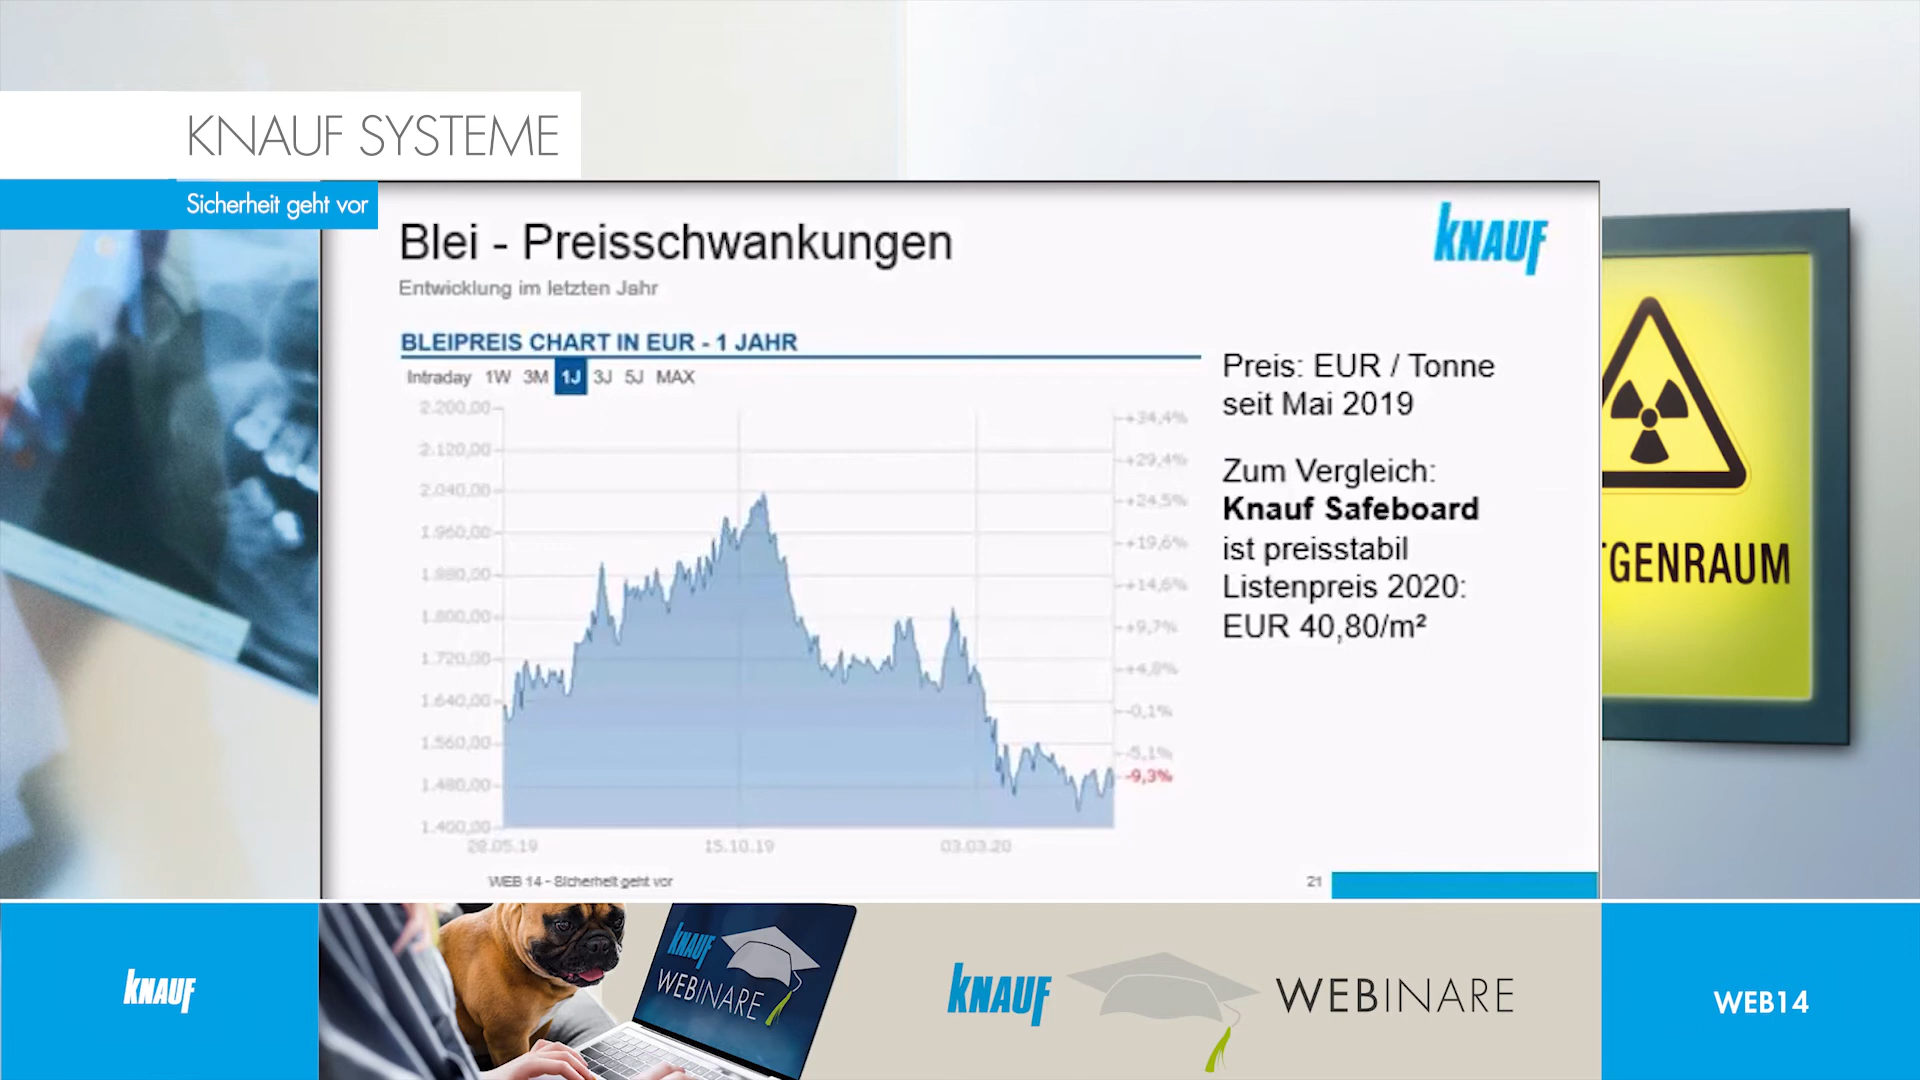 KNAUF SYSTEME
Sicherheit geht vor
Blei - Preisschwankungen
KNAUF
Entwicklung im letzten Jahr
BLEIPREIS CHART IN EUR - 1 JAHR
Intraday 1W 3M 1J 3J 5J MAX
Preis: EUR / Tonne
seit Mai 2019
Zum Vergleich:
Knauf Safeboard
ist preisstabil
Listenpreis 2020:
EUR 40,80/m²
2.200,00
2.120,00
2.040,00
1.960,00
1.880,00
1.800,00
1.720,00
1.640,00
1.560,00
1.480,00
1.400,00
+34,4%
+29,4%
+24,5%
+19,6%
+14,6%
+9,7%
+4,8%
-0,1%
-5,1%
-9,3%
28.05.19 15.10.19 03.03.20
WEB 14 - Sicherheit geht vor
21
TGENRAUM
KNAUF
KNAUF
WEBINARE
KNAUF WEBINARE
WEB14